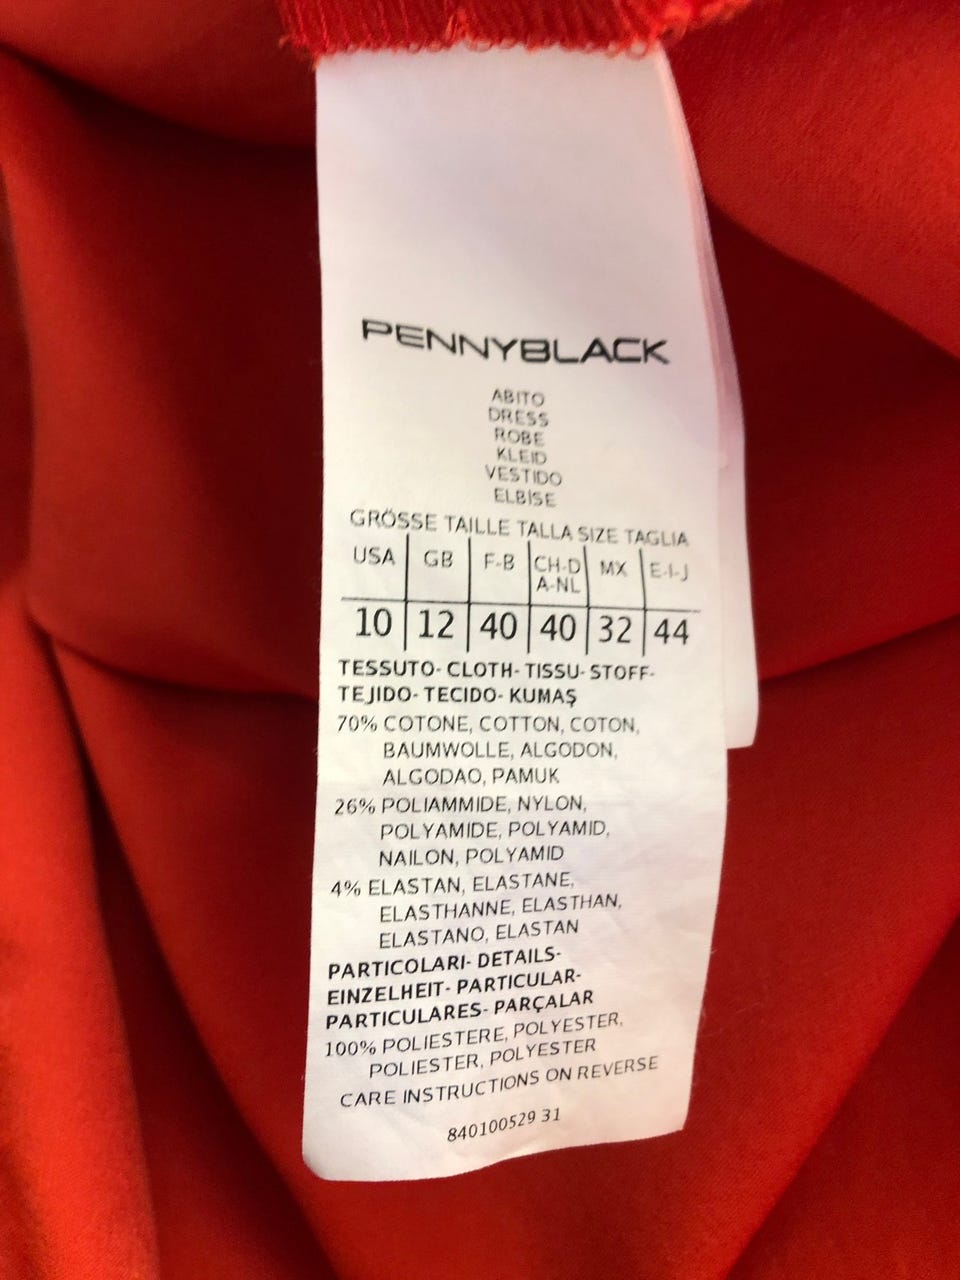 PENNYBLACK
ABITO
DRESS
ROBE
KLEID
VESTIDO
ELBİSE
GRÖSSE TAILLE TALLA SIZE TAGLIA
USA GB F-B CH-D A-NL MX E-I-J
10 12 40 40 32 44
TESSUTO- CLOTH- TISSU- STOFF-
TEJIDO- TECIDO- KUMAŞ
70% COTONE, COTTON, COTON,
BAUMWOLLE, ALGODON,
ALGODAO, PAMUK
26% POLIAMMIDE, NYLON,
POLYAMIDE, POLYAMID,
NAILON, POLYAMID
4% ELASTAN, ELASTANE,
ELASTHANNE, ELASTHAN,
ELASTANO, ELASTAN
PARTICOLARI- DETAILS-
EINZELHEIT- PARTICULAR-
PARTICULARES- PARÇALAR
100% POLIESTERE, POLYESTER,
POLIESTER, POLYESTER
CARE INSTRUCTIONS ON REVERSE
840100529 31